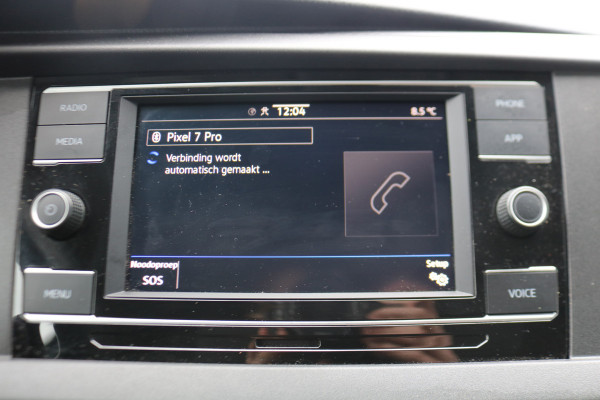 12:04
8.5 °C
RADIO
PHONE
Pixel 7 Pro
MEDIA
APP
Verbinding wordt
automatisch gemaakt ...
Noodoproep
SOS
Setup
MENU
VOICE